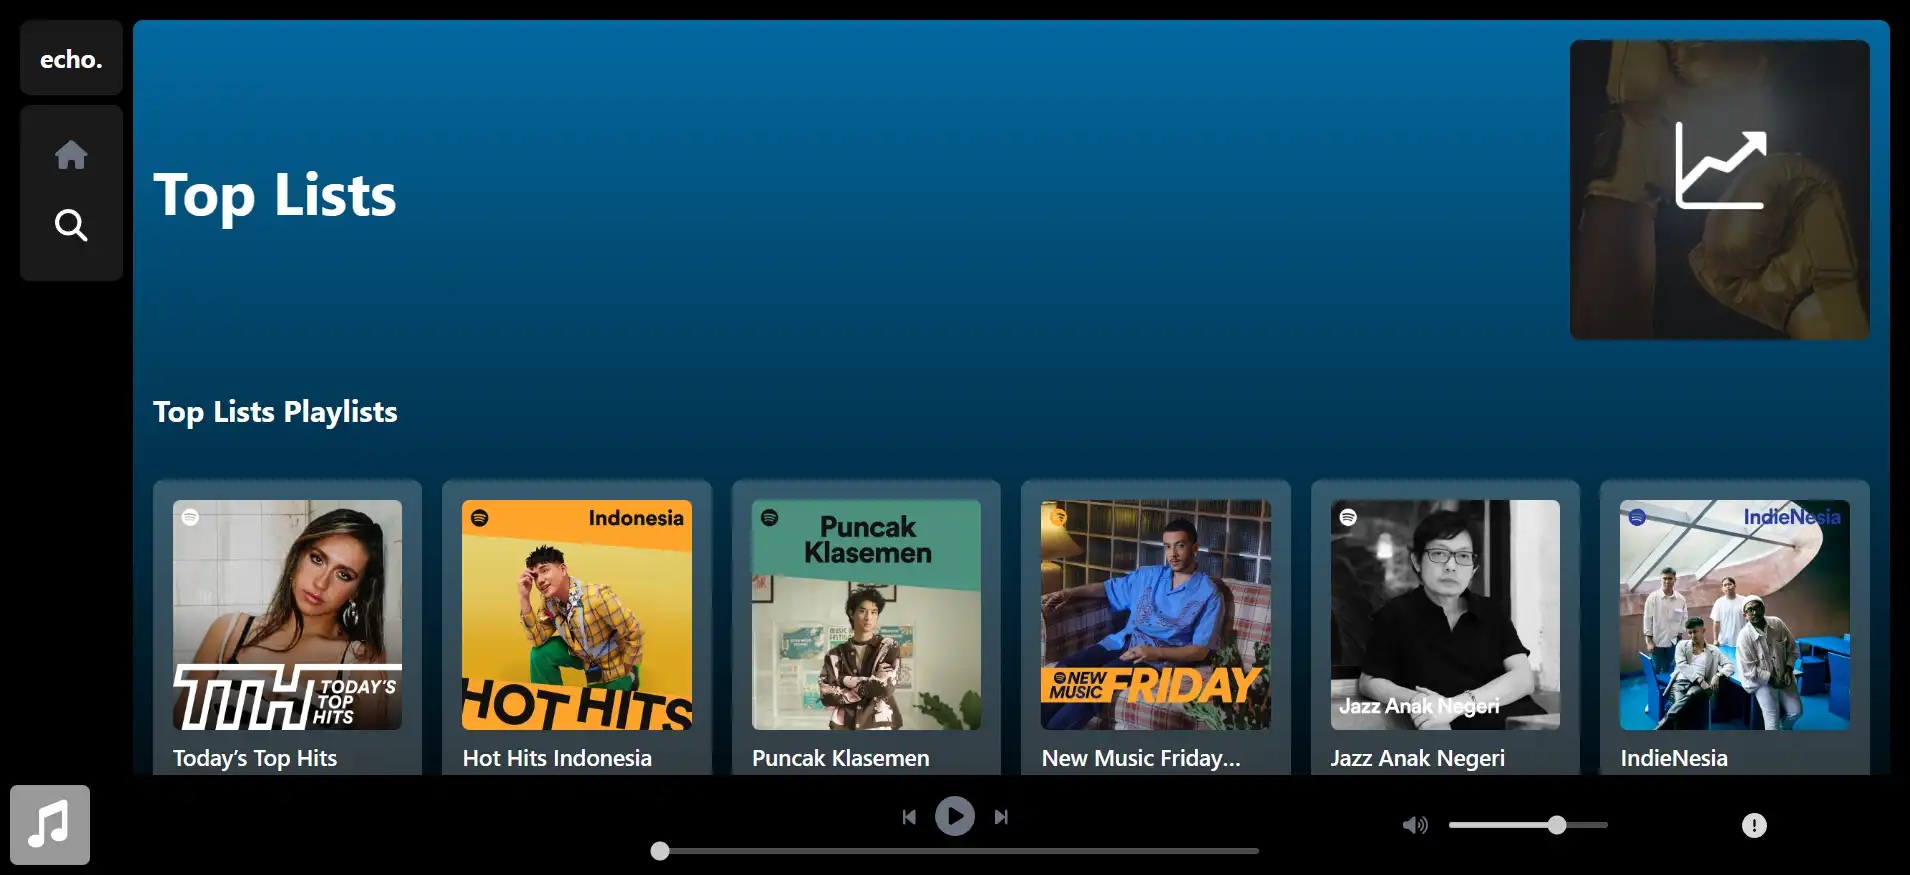 echo.
Top Lists
Top Lists Playlists
TTH TODAY'S
TOP
HITS
Today’s Top Hits
Indonesia
HOT HITS
Hot Hits Indonesia
Puncak
Klasemen
Puncak Klasemen
NEW
MUSIC FRIDAY
New Music Friday...
Jazz Anak Negeri
Jazz Anak Negeri
IndieNesia
IndieNesia